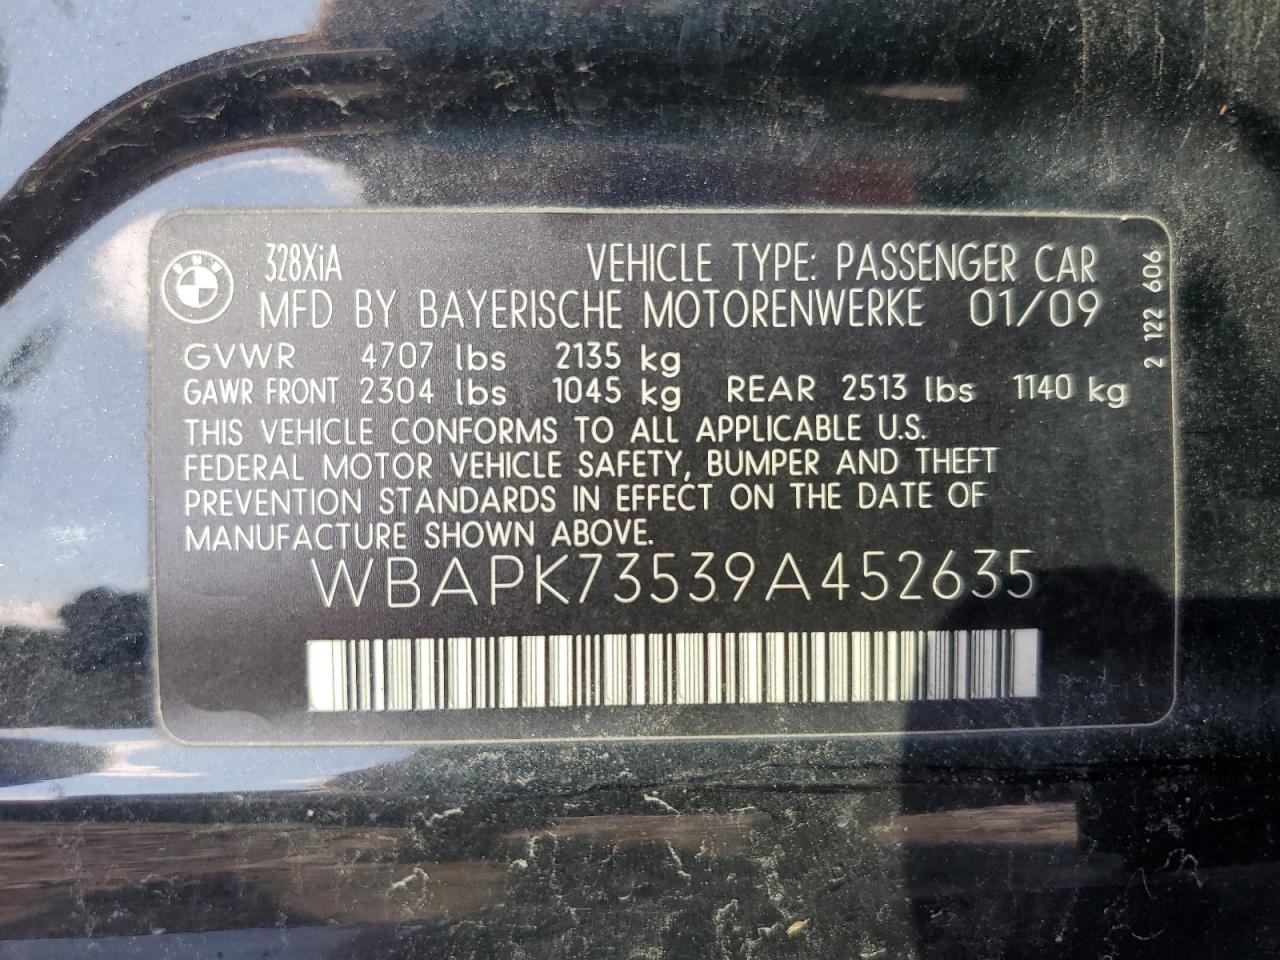 328XiA VEHICLE TYPE: PASSENGER CAR
MFD BY BAYERISCHE MOTORENWERKE 01/09
GVWR 4707 lbs 2135 kg
GAWR FRONT 2304 lbs 1045 kg REAR 2513 lbs 1140 kg
THIS VEHICLE CONFORMS TO ALL APPLICABLE U.S.
FEDERAL MOTOR VEHICLE SAFETY, BUMPER AND THEFT
PREVENTION STANDARDS IN EFFECT ON THE DATE OF
MANUFACTURE SHOWN ABOVE.
WBAPK73539A452635
2 122 606
BMW